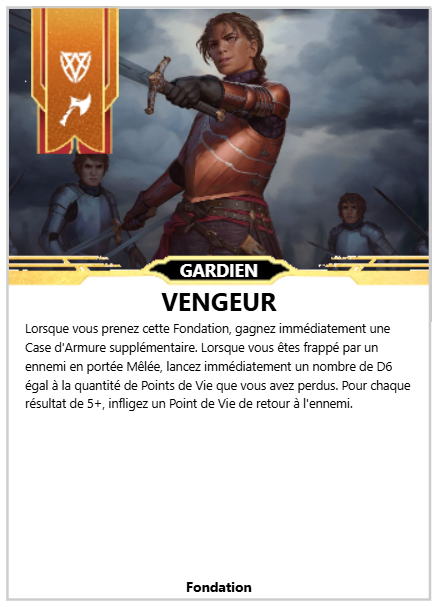 GARDIEN
VENGEUR
Lorsque vous prenez cette Fondation, gagnez immédiatement une
Case d'Armure supplémentaire. Lorsque vous êtes frappé par un
ennemi en portée Mêlée, lancez immédiatement un nombre de D6
égal à la quantité de Points de Vie que vous avez perdus. Pour chaque
résultat de 5+, infligez un Point de Vie de retour à l'ennemi.
Fondation